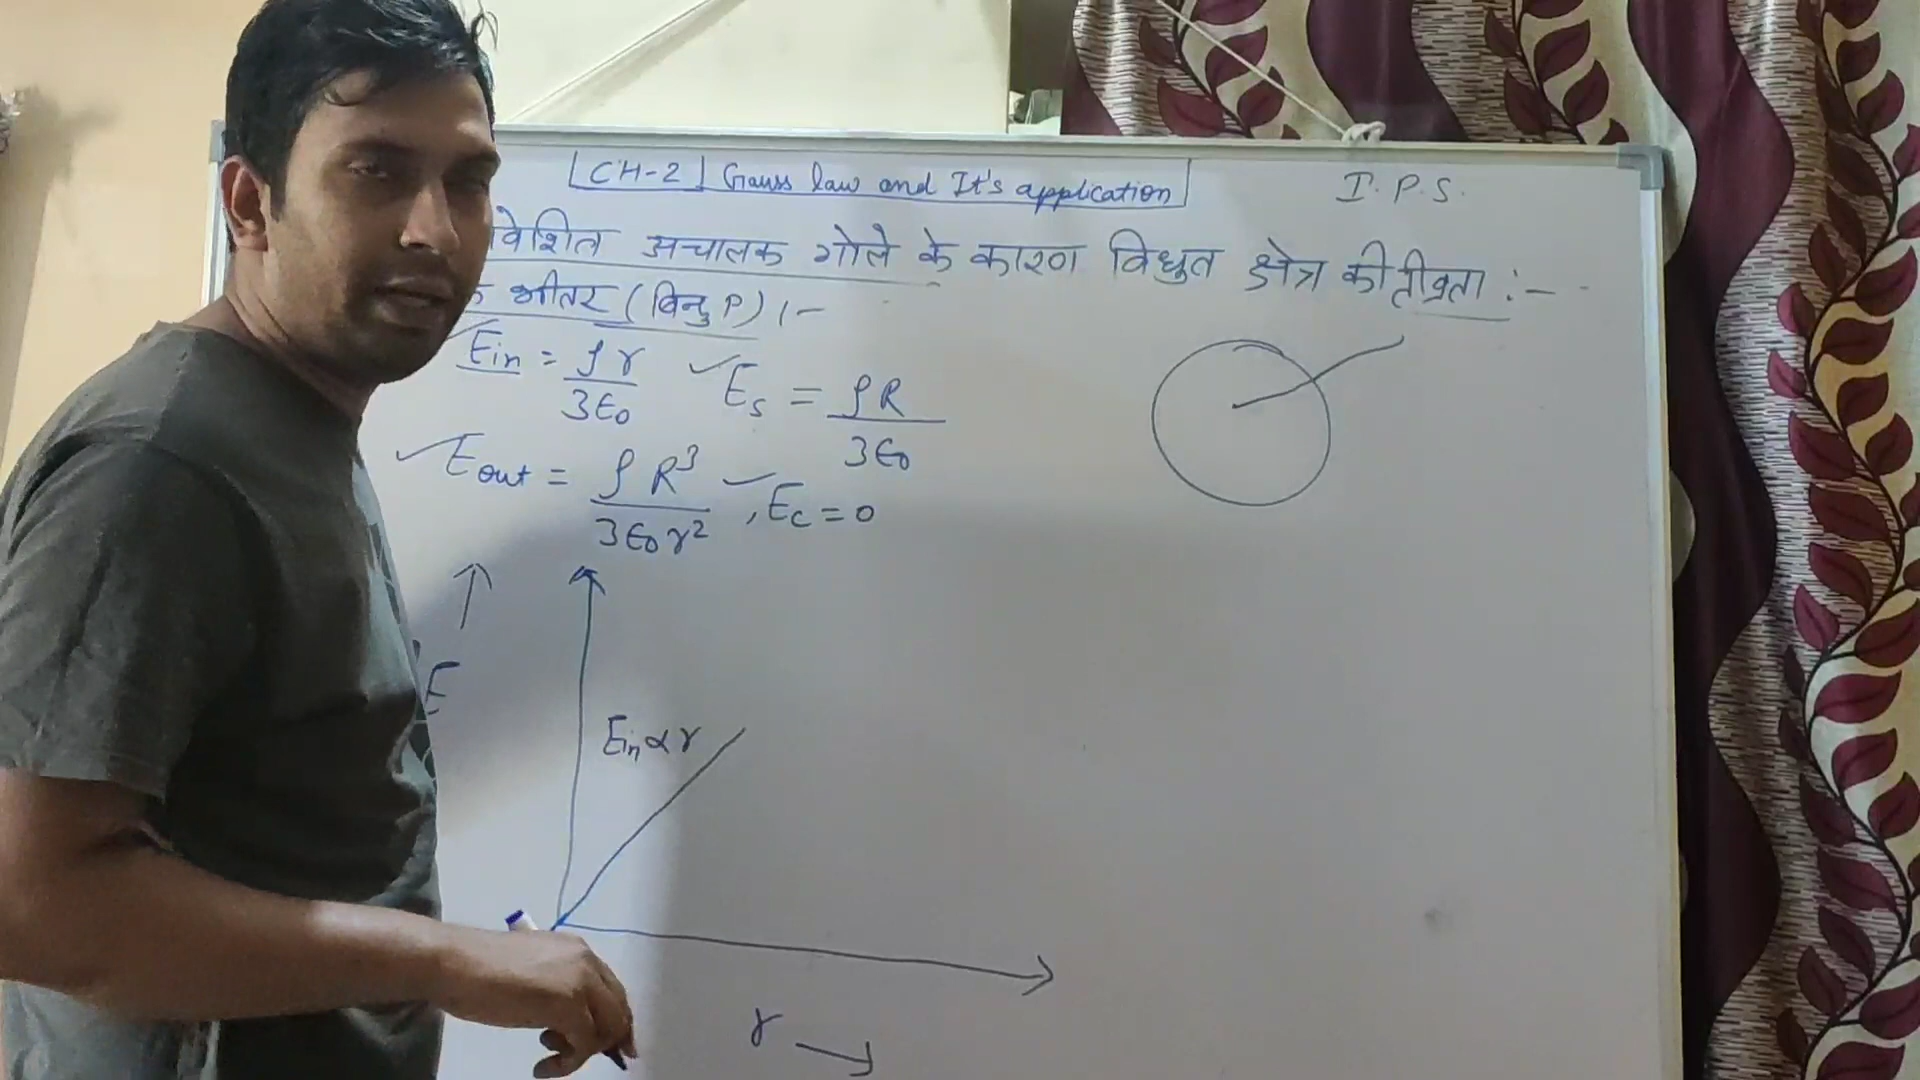 CH-2 Gauss law and It's application
I.P.S.
वेशित अचालक गोले के कारण विधुत क्षेत्र की तीव्रता :-
के भीतर (बिन्दु P) :-
Ein = ρr / 3ϵ0
Es = ρR / 3ϵ0
Eout = ρR³ / 3ϵ0r² , Ec = 0
E
Ein ∝ r
r